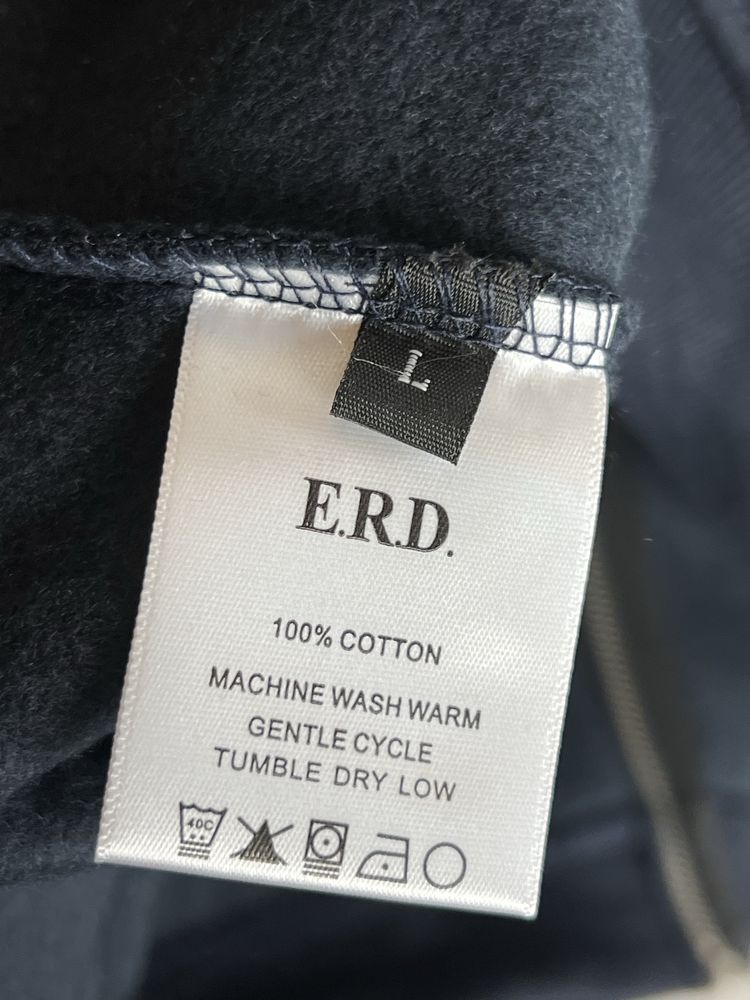 L
E.R.D.
100% COTTON
MACHINE WASH WARM
GENTLE CYCLE
TUMBLE DRY LOW
40C